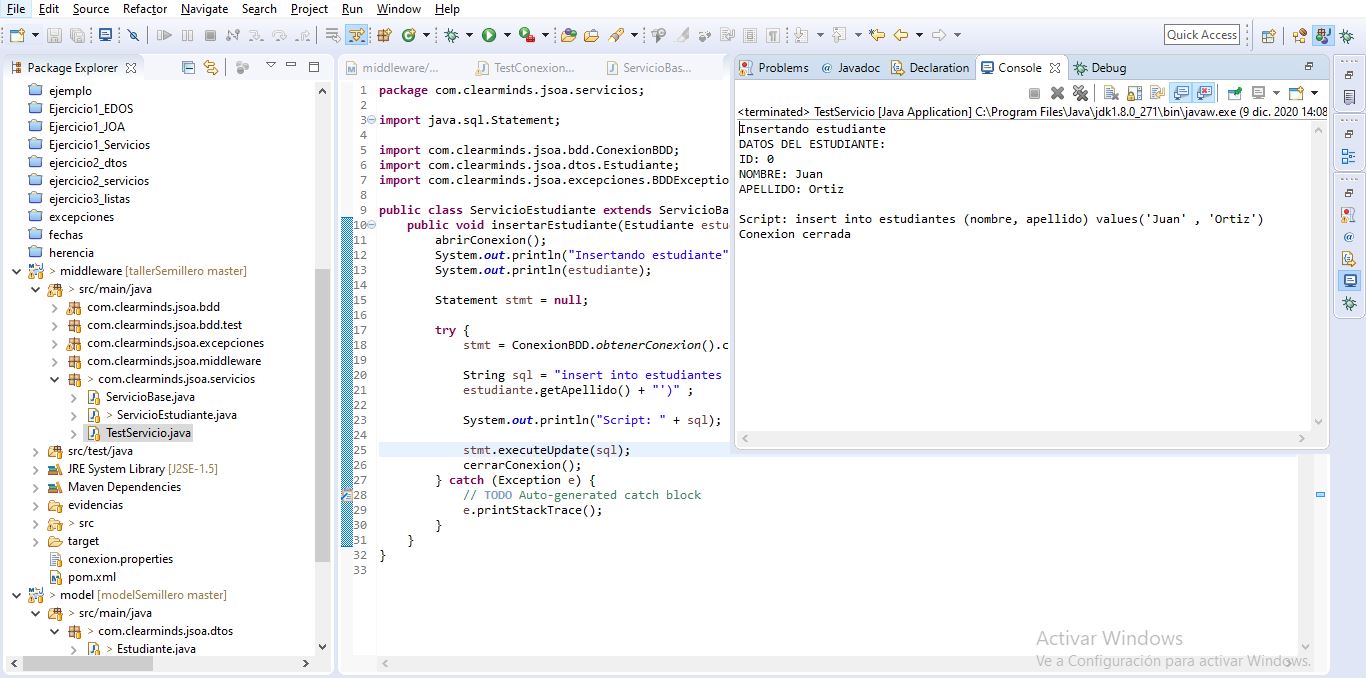 File Edit Source Refactor Navigate Search Project Run Window Help
Quick Access
Package Explorer
ejemplo
Ejercicio1_EDOS
Ejercicio1_JOA
Ejercicio1_Servicios
ejercicio2_dtos
ejercicio2_servicios
ejercicio3_listas
excepciones
fechas
herencia
> middleware [tallerSemillero master]
> src/main/java
com.clearminds.jsoa.bdd
com.clearminds.jsoa.bdd.test
com.clearminds.jsoa.excepciones
com.clearminds.jsoa.middleware
> com.clearminds.jsoa.servicios
ServicioBase.java
> ServicioEstudiante.java
TestServicio.java
src/test/java
JRE System Library [J2SE-1.5]
Maven Dependencies
evidencias
> src
target
conexion.properties
pom.xml
> model [modelSemillero master]
> src/main/java
> com.clearminds.jsoa.dtos
> Estudiante.java
middleware/... TestConexion... ServicioBas...
1 package com.clearminds.jsoa.servicios;
2
3 import java.sql.Statement;
4
5 import com.clearminds.jsoa.bdd.ConexionBDD;
6 import com.clearminds.jsoa.dtos.Estudiante;
7 import com.clearminds.jsoa.excepciones.BDDExceptio
8
9 public class ServicioEstudiante extends ServicioBa
10 public void insertarEstudiante(Estudiante estu
11 abrirConexion();
12 System.out.println("Insertando estudiante"
13 System.out.println(estudiante);
14
15 Statement stmt = null;
16
17 try {
18 stmt = ConexionBDD.obtenerConexion().c
19
20 String sql = "insert into estudiantes
21 estudiante.getApellido() + "')" ;
22
23 System.out.println("Script: " + sql);
24
25 stmt.executeUpdate(sql);
26 cerrarConexion();
27 } catch (Exception e) {
28 // TODO Auto-generated catch block
29 e.printStackTrace();
30 }
31 }
32 }
33
Problems @ Javadoc Declaration Console Debug
<terminated> TestServicio [Java Application] C:\Program Files\Java\jdk1.8.0_271\bin\javaw.exe (9 dic. 2020 14:08
Insertando estudiante
DATOS DEL ESTUDIANTE:
ID: 0
NOMBRE: Juan
APELLIDO: Ortiz
Script: insert into estudiantes (nombre, apellido) values('Juan' , 'Ortiz')
Conexion cerrada
Activar Windows
Ve a Configuración para activar Windows.